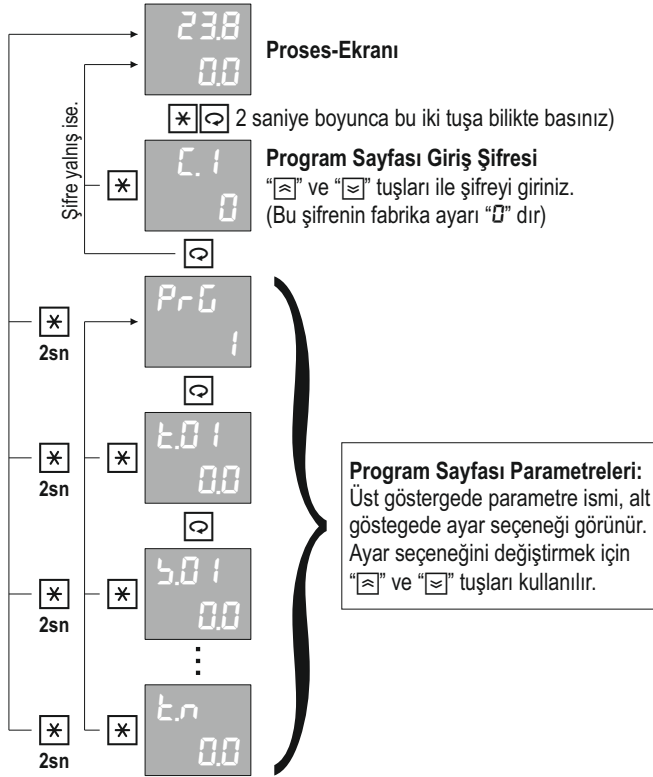 23.8
0.0
Proses-Ekranı
2 saniye boyunca bu iki tuşa bilikte basınız)
Şifre yalnış ise.
C.1
0
Program Sayfası Giriş Şifresi
“ ” ve “ ” tuşları ile şifreyi giriniz.
(Bu şifrenin fabrika ayarı “0” dır)
PrG
1
2sn
t.01
0.0
2sn
Program Sayfası Parametreleri:
Üst göstergede parametre ismi, alt
göstegede ayar seçeneği görünür.
Ayar seçeneğini değiştirmek için
“ ” ve “ ” tuşları kullanılır.
5.01
0.0
2sn
t.n
0.0
2sn